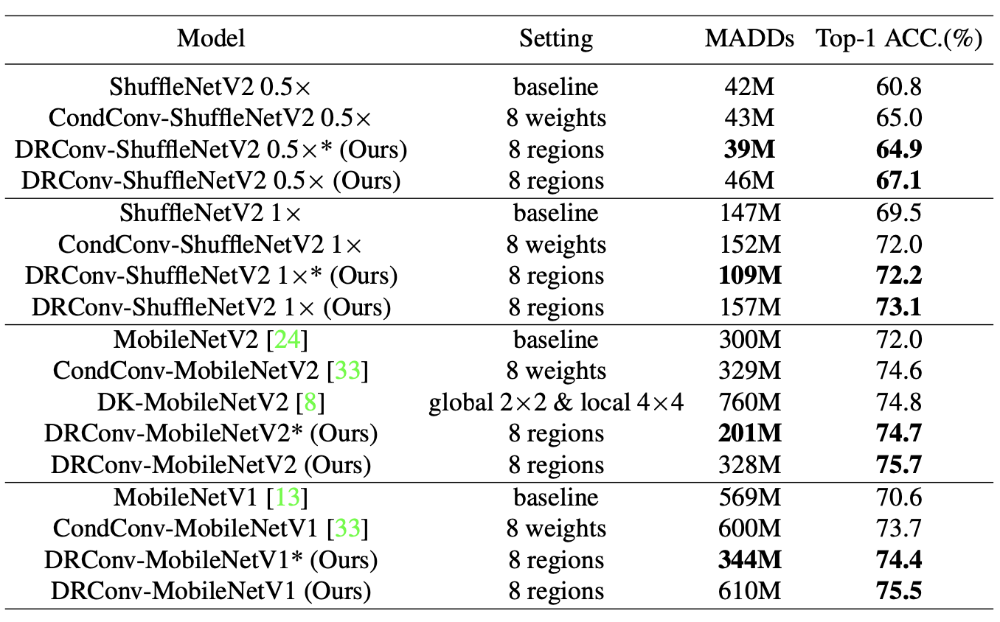 Model Setting MADDs Top-1 ACC.(%)
ShuffleNetV2 0.5× baseline 42M 60.8
CondConv-ShuffleNetV2 0.5× 8 weights 43M 65.0
DRConv-ShuffleNetV2 0.5×* (Ours) 8 regions 39M 64.9
DRConv-ShuffleNetV2 0.5× (Ours) 8 regions 46M 67.1
ShuffleNetV2 1× baseline 147M 69.5
CondConv-ShuffleNetV2 1× 8 weights 152M 72.0
DRConv-ShuffleNetV2 1×* (Ours) 8 regions 109M 72.2
DRConv-ShuffleNetV2 1× (Ours) 8 regions 157M 73.1
MobileNetV2 [24] baseline 300M 72.0
CondConv-MobileNetV2 [33] 8 weights 329M 74.6
DK-MobileNetV2 [8] global 2×2 & local 4×4 760M 74.8
DRConv-MobileNetV2* (Ours) 8 regions 201M 74.7
DRConv-MobileNetV2 (Ours) 8 regions 328M 75.7
MobileNetV1 [13] baseline 569M 70.6
CondConv-MobileNetV1 [33] 8 weights 600M 73.7
DRConv-MobileNetV1* (Ours) 8 regions 344M 74.4
DRConv-MobileNetV1 (Ours) 8 regions 610M 75.5